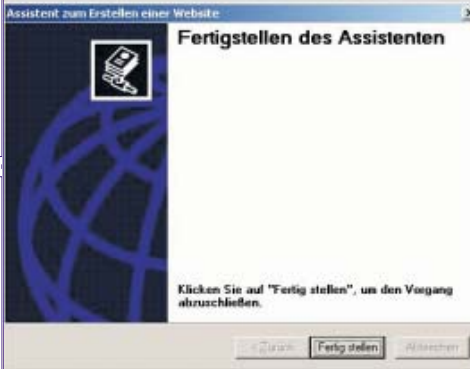 Assistent zum Erstellen einer Website
Fertigstellen des Assistenten
Klicken Sie auf "Fertig stellen", um den Vorgang
abzuschließen.
< Zurück Fertig stellen Abbrechen